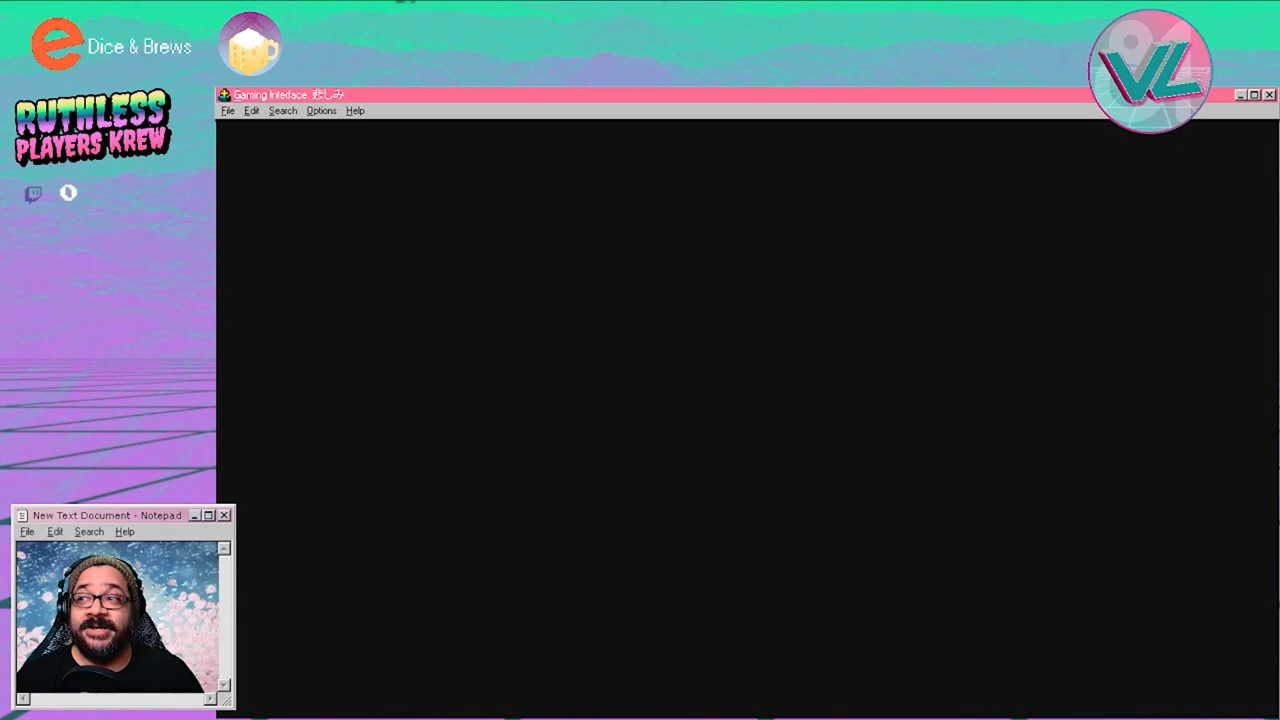 Dice & Brews
RUTHLESS
PLAYERS KREW
VL
Gaming Interface: 悲しみ
File Edit Search Options Help
New Text Document - Notepad
File Edit Search Help